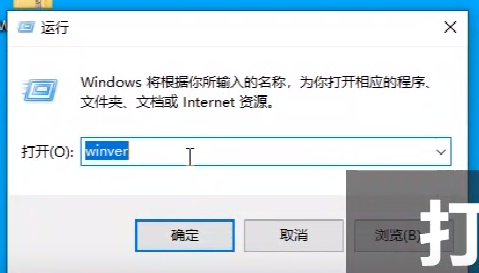 运行
Windows 将根据你所输入的名称，为你打开相应的程序、
文件夹、文档或 Internet 资源。
打开(O): winver
确定 取消 浏览(B)
打